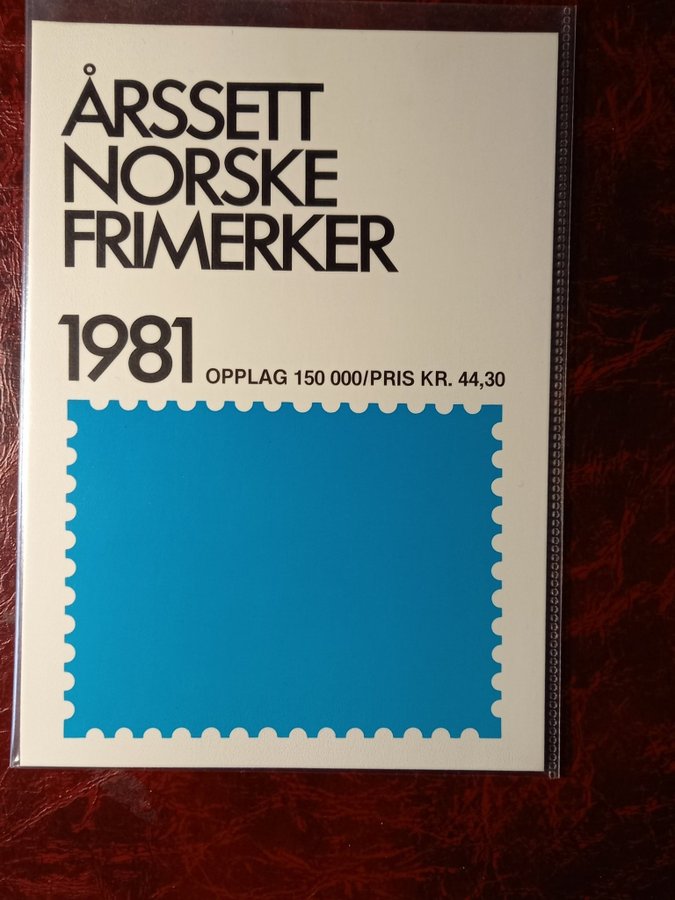 ÅRSSETT
NORSKE
FRIMERKER
1981 OPPLAG 150 000/PRIS KR. 44,30